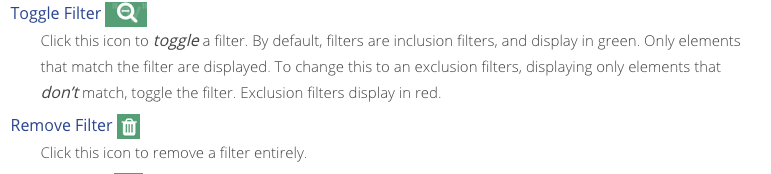 Toggle Filter
Click this icon to toggle a filter. By default, filters are inclusion filters, and display in green. Only elements
that match the filter are displayed. To change this to an exclusion filters, displaying only elements that
don't match, toggle the filter. Exclusion filters display in red.
Remove Filter
Click this icon to remove a filter entirely.